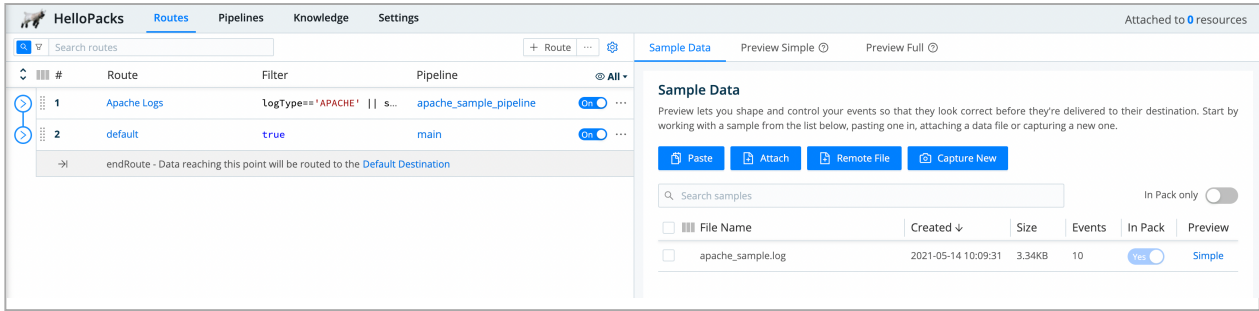 HelloPacks Routes Pipelines Knowledge Settings Attached to 0 resources
Search routes + Route ···
# Route Filter Pipeline All
1 Apache Logs logType=='APACHE' || s... apache_sample_pipeline On ···
2 default true main On ···
endRoute - Data reaching this point will be routed to the Default Destination
Sample Data Preview Simple Preview Full
Sample Data
Preview lets you shape and control your events so that they look correct before they're delivered to their destination. Start by
working with a sample from the list below, pasting one in, attaching a data file or capturing a new one.
Paste Attach Remote File Capture New
Search samples In Pack only
File Name Created Size Events In Pack Preview
apache_sample.log 2021-05-14 10:09:31 3.34KB 10 Yes Simple